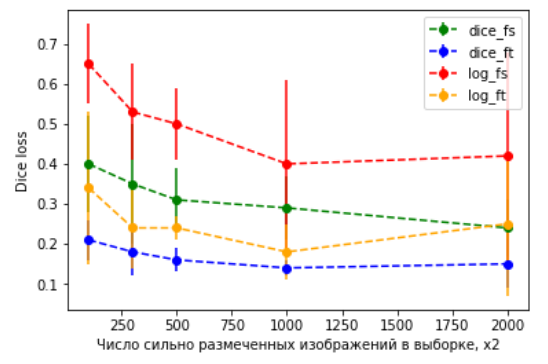 dice_fs
dice_ft
log_fs
log_ft
0.7
0.6
0.5
0.4
0.3
0.2
0.1
Dice loss
250 500 750 1000 1250 1500 1750 2000
Число сильно размеченных изображений в выборке, x2